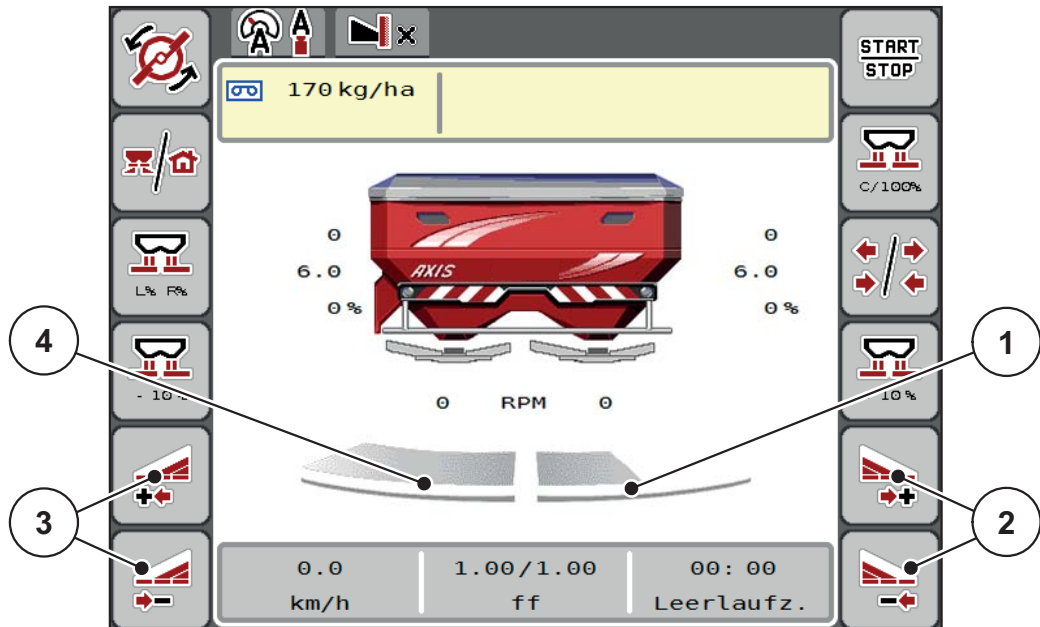 A A x
START
STOP
170 kg/ha
C/100%
0 0
6.0 AXIS 6.0
0 % 0 %
L% R%
4 1
- 10 % 10 %
0 RPM 0
3 2
0.0 1.00/1.00 00: 00
km/h ff Leerlaufz.